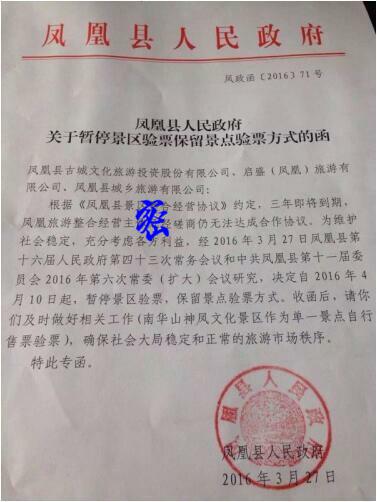 凤凰县人民政府
凤政函〔2016〕71号
凤凰县人民政府
关于暂停景区验票保留景点验票方式的函
凤凰县古城文化旅游投资股份有限公司、启盛（凤凰）旅游有
限公司、凤凰县城乡旅游有限公司：
根据《凤凰县景 合经营协议》约定，三年即将到期，
凤凰旅游整合经营主 经磋商仍无法达成合作协议。为维护
社会稳定，充分考虑各方利益，经2016年3月27日凤凰县第
十六届人民政府第四十三次常务会议和中共凤凰县第十一届委
员会2016年第六次常委（扩大）会议研究，决定自2016年4
月10日起，暂停景区验票，保留景点验票方式。收函后，请你
们及时做好相关工作（南华山神凤文化景区作为单一景点自行
售票验票），确保社会大局稳定和正常的旅游市场秩序。
特此专函。
凤凰县人民政府
2016年3月27日
凤凰县人民政府